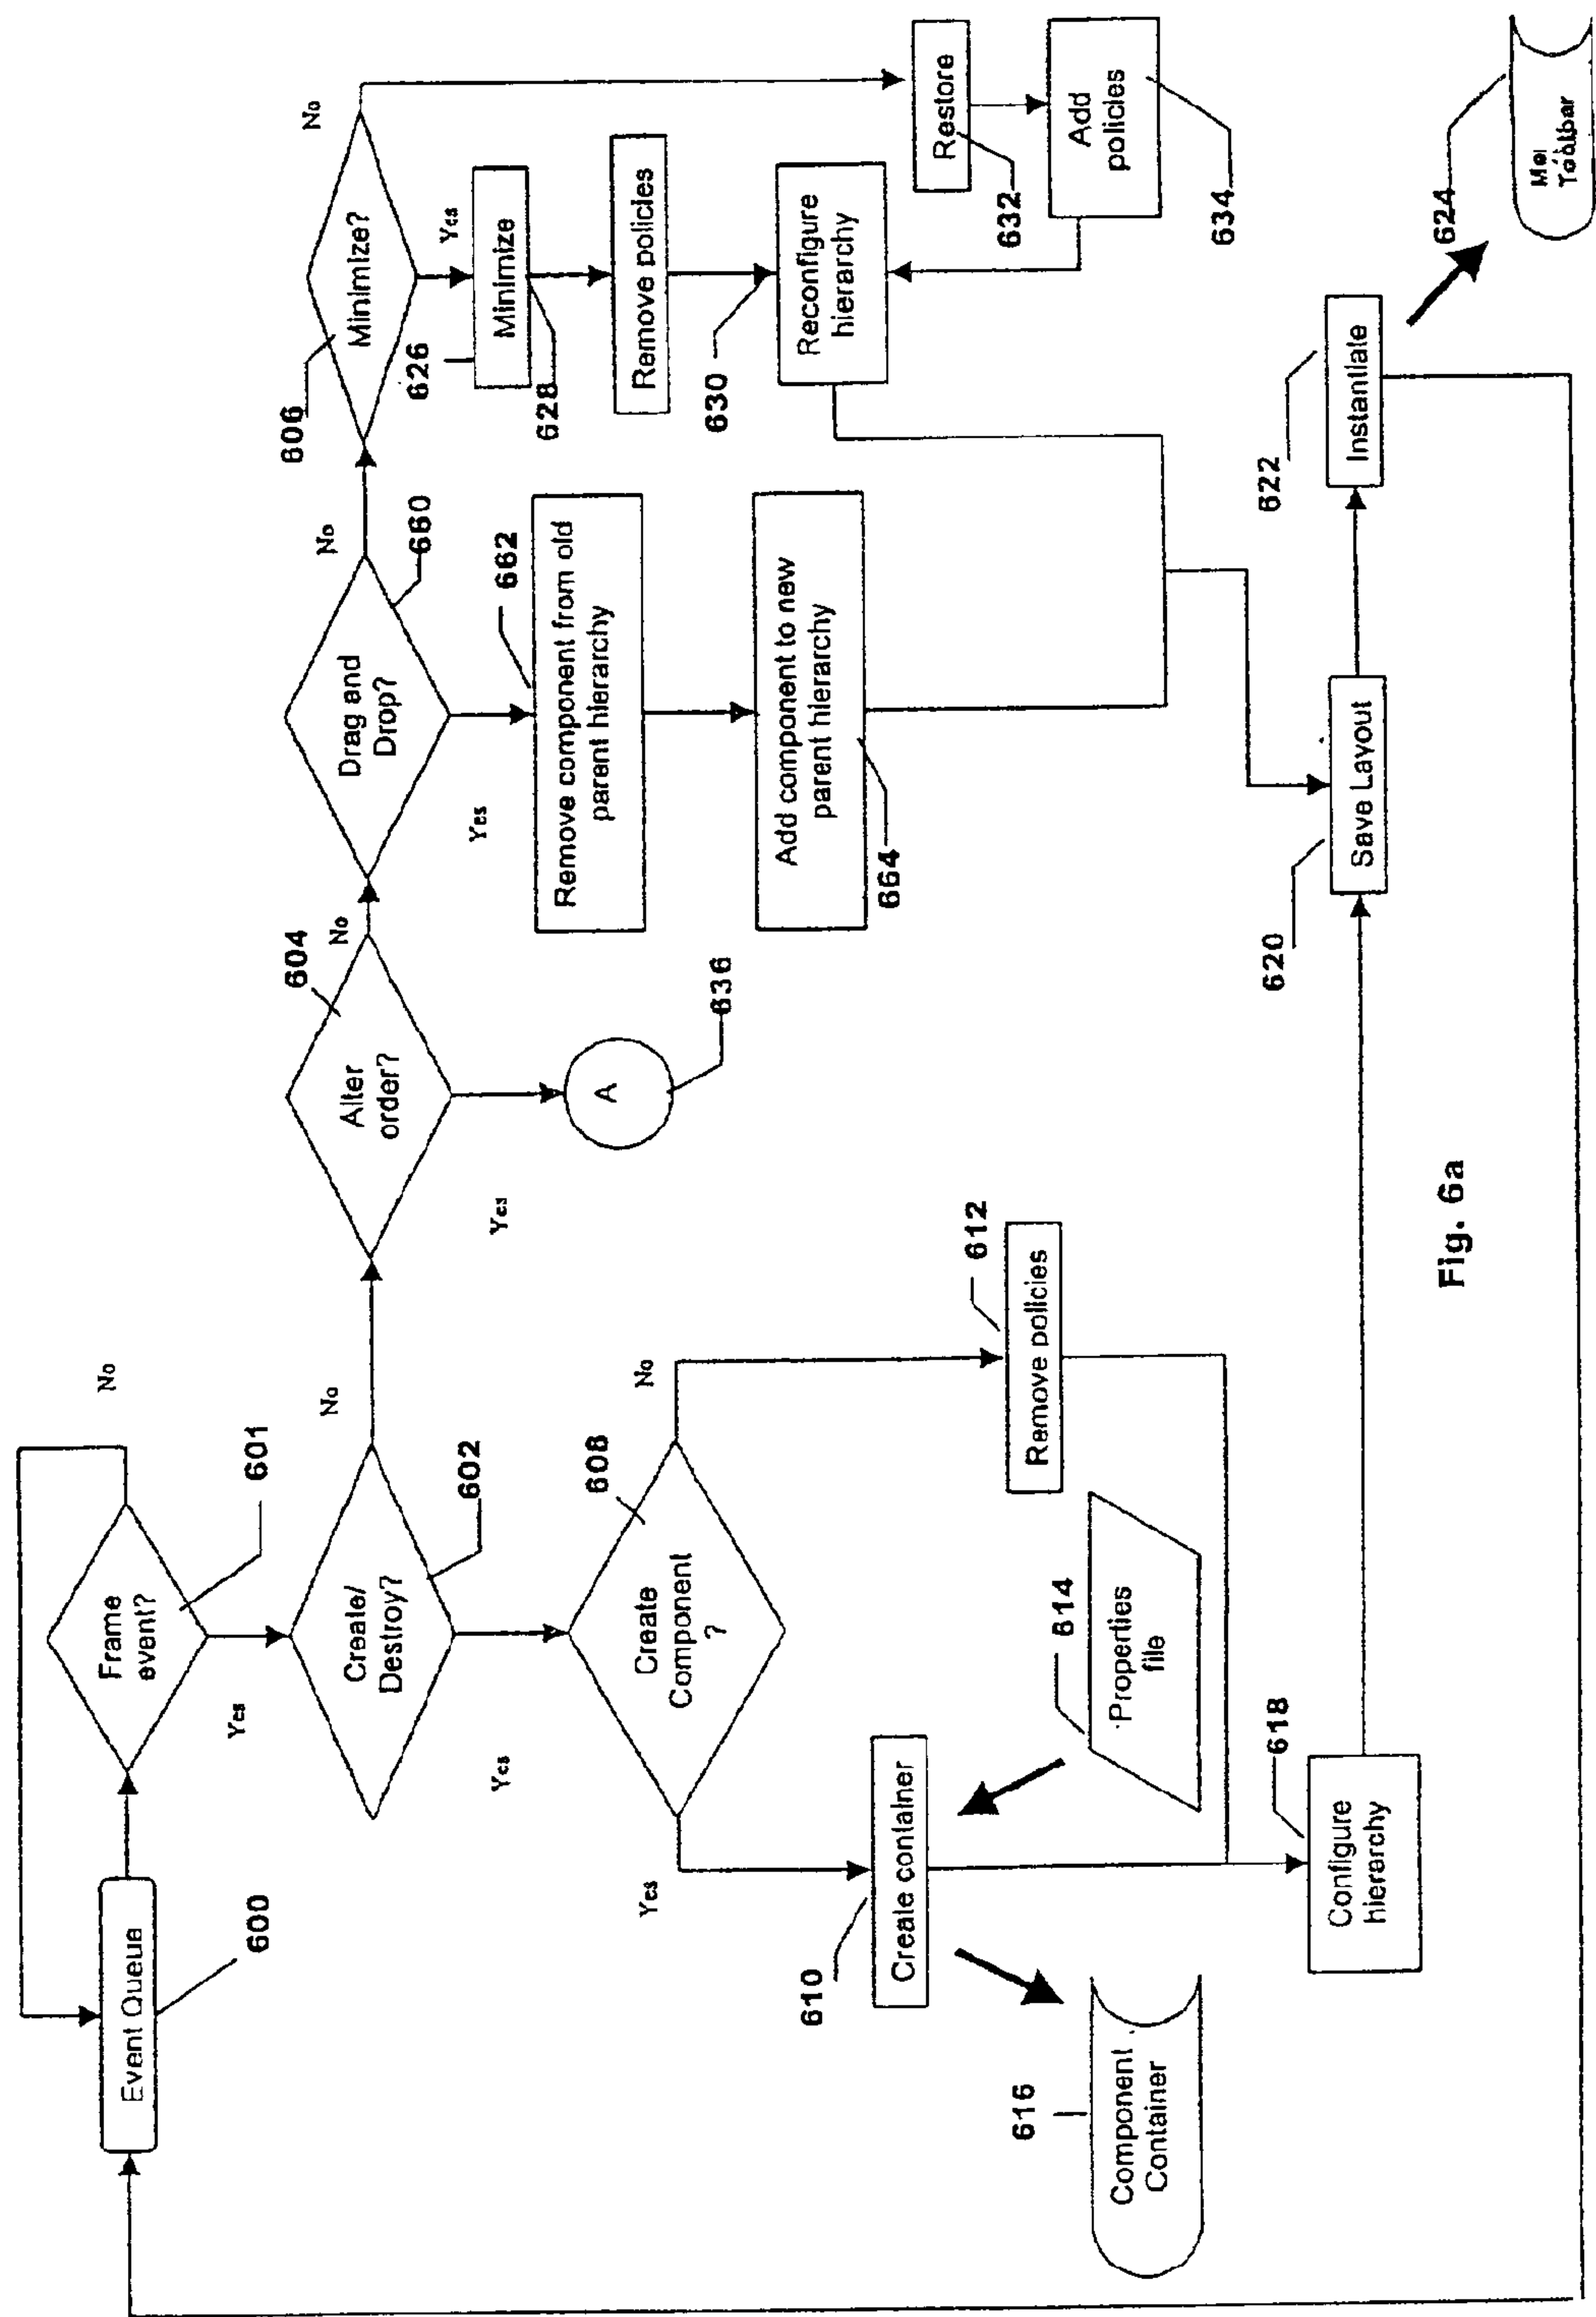 Event Queue
600
Frame
event?
601
No
Yes
Create/
Destroy?
602
No
Yes
Alter
order?
604
No
Yes
A
636
Drag and
Drop?
660
No
Yes
Minimize?
606
No
Yes
626
Minimize
628
Remove policies
630
Reconfigure
hierarchy
Restore
632
Add
policies
634
662
Remove component from old
parent hierarchy
Add component to new
parent hierarchy
664
Create
Component
?
608
No
Yes
Remove policies
612
Create container
610
Properties
file
614
Component
Container
616
Configure
hierarchy
618
Save Layout
620
Instantiate
622
624
Toolbar
Fig. 6a